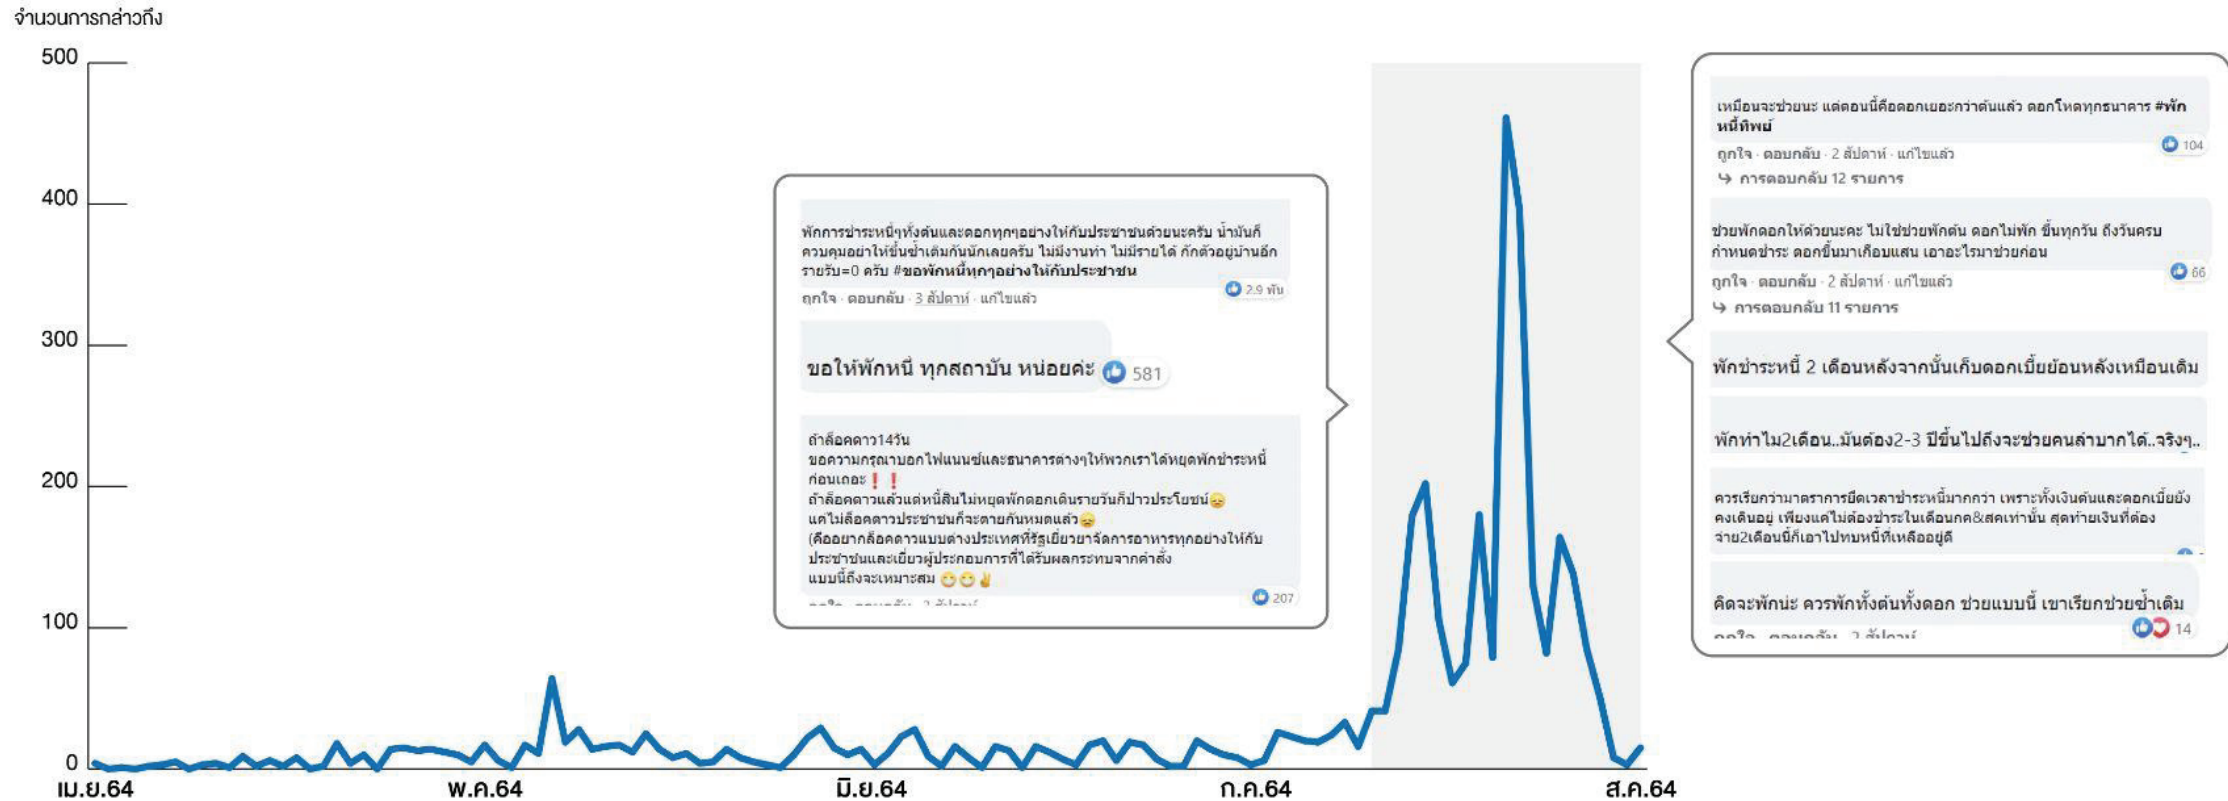 จำนวนการกล่าวถึง
500
400
300
200
100
0
เม.ย.64
พ.ค.64
มิ.ย.64
ก.ค.64
ส.ค.64
พักการชำระหนี้ๆทั้งต้นและดอกทุกๆอย่างให้กับประชาชนด้วยนะครับ น้ำมันก็
ควบคุมอย่าให้ขึ้นซ้ำเติมกันนักเลยครับ ไม่มีงานทำ ไม่มีรายได้ กักตัวอยู่บ้านอีก
รายรับ=0 ครับ #ขอพักหนี้ทุกๆอย่างให้กับประชาชน
ถูกใจ · ตอบกลับ · 3 สัปดาห์ · แก้ไขแล้ว
2.9 พัน
ขอให้พักหนี้ ทุกสถาบัน หน่อยค่ะ
581
ถ้าล็อคดาว14วัน
ขอความกรุณาบอกไฟแนนซ์และธนาคารต่างๆให้พวกเราได้หยุดพักชำระหนี้
ก่อนเถอะ❗❗
ถ้าล็อคดาวแล้วแต่หนี้สินไม่หยุดพักดอกเดินรายวันก็ป่าวประโยชน์😞
แค่ไม่ล็อคดาวประชาชนก็จะตายกันหมดแล้ว😞
(คืออยากล็อคดาวแบบต่างประเทศที่รัฐเยี่ยวยาจัดการอาหารทุกอย่างให้กับ
ประชาชนและเยี่ยวผู้ประกอบการที่ได้รับผลกระทบจากคำสั่ง
แบบนี้ถึงจะเหมาะสม 😷😷✌
207
เหมือนจะช่วยนะ แต่ตอนนี้คือดอกเยอะกว่าต้นแล้ว ดอกโหดทุกธนาคาร #พัก
หนี้ทิพย์
104
ถูกใจ · ตอบกลับ · 2 สัปดาห์ · แก้ไขแล้ว
↳ การตอบกลับ 12 รายการ
ช่วยพักดอกให้ด้วยนะคะ ไม่ใช่ช่วยพักต้น ดอกไม่พัก ขึ้นทุกวัน ถึงวันครบ
กำหนดชำระ ดอกขึ้นมาเกือบแสน เอาอะไรมาช่วยก่อน
66
ถูกใจ · ตอบกลับ · 2 สัปดาห์ · แก้ไขแล้ว
↳ การตอบกลับ 11 รายการ
พักชำระหนี้ 2 เดือนหลังจากนั้นเก็บดอกเบี้ยย้อนหลังเหมือนเดิม
พักทำไม2เดือน..มันต้อง2-3 ปีขึ้นไปถึงจะช่วยคนลำบากได้..จริงๆ..
ควรเรียกว่ามาตราการยืดเวลาชำระหนี้มากกว่า เพราะทั้งเงินต้นและดอกเบี้ยยัง
คงเดินอยู่ เพียงแค่ไม่ต้องชำระในเดือนกค&สคเท่านั้น สุดท้ายเงินที่ต้อง
จ่าย2เดือนนี้ก็เอาไปทบหนี้ที่เหลืออยู่ดี
คิดจะพักน่ะ ควรพักทั้งต้นทั้งดอก ช่วยแบบนี้ เขาเรียกช่วยซ้ำเติม
14